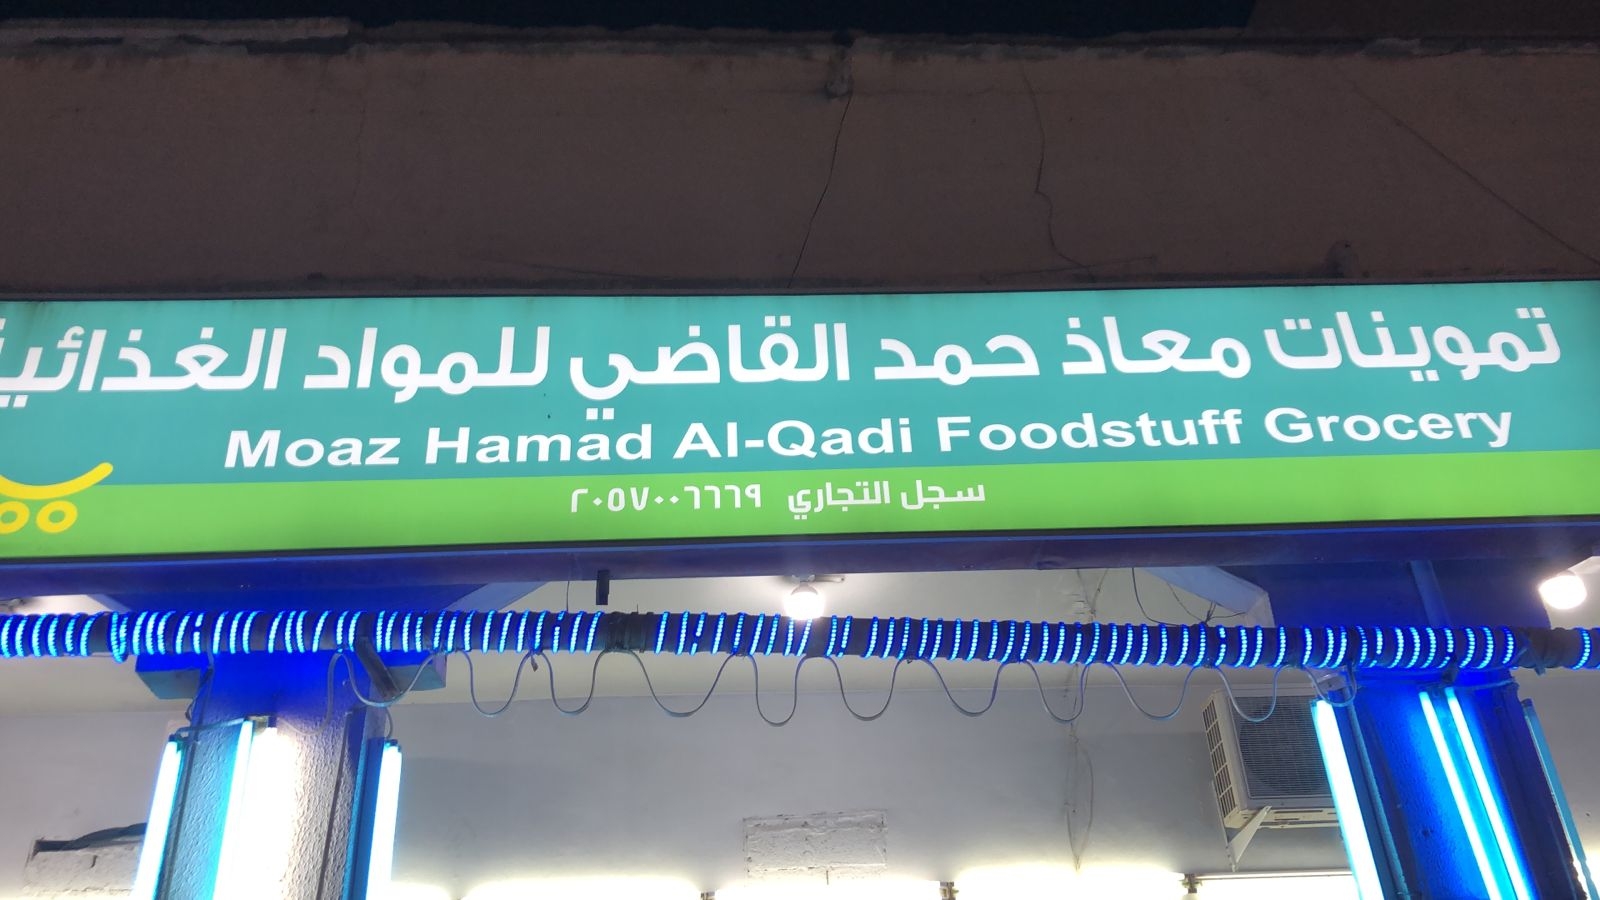 تموينات معاذ حمد القاضي للمواد الغذائية
Moaz Hamad Al-Qadi Foodstuff Grocery
سجل التجاري ٢٠٥٧٠٠٦٦٦٩